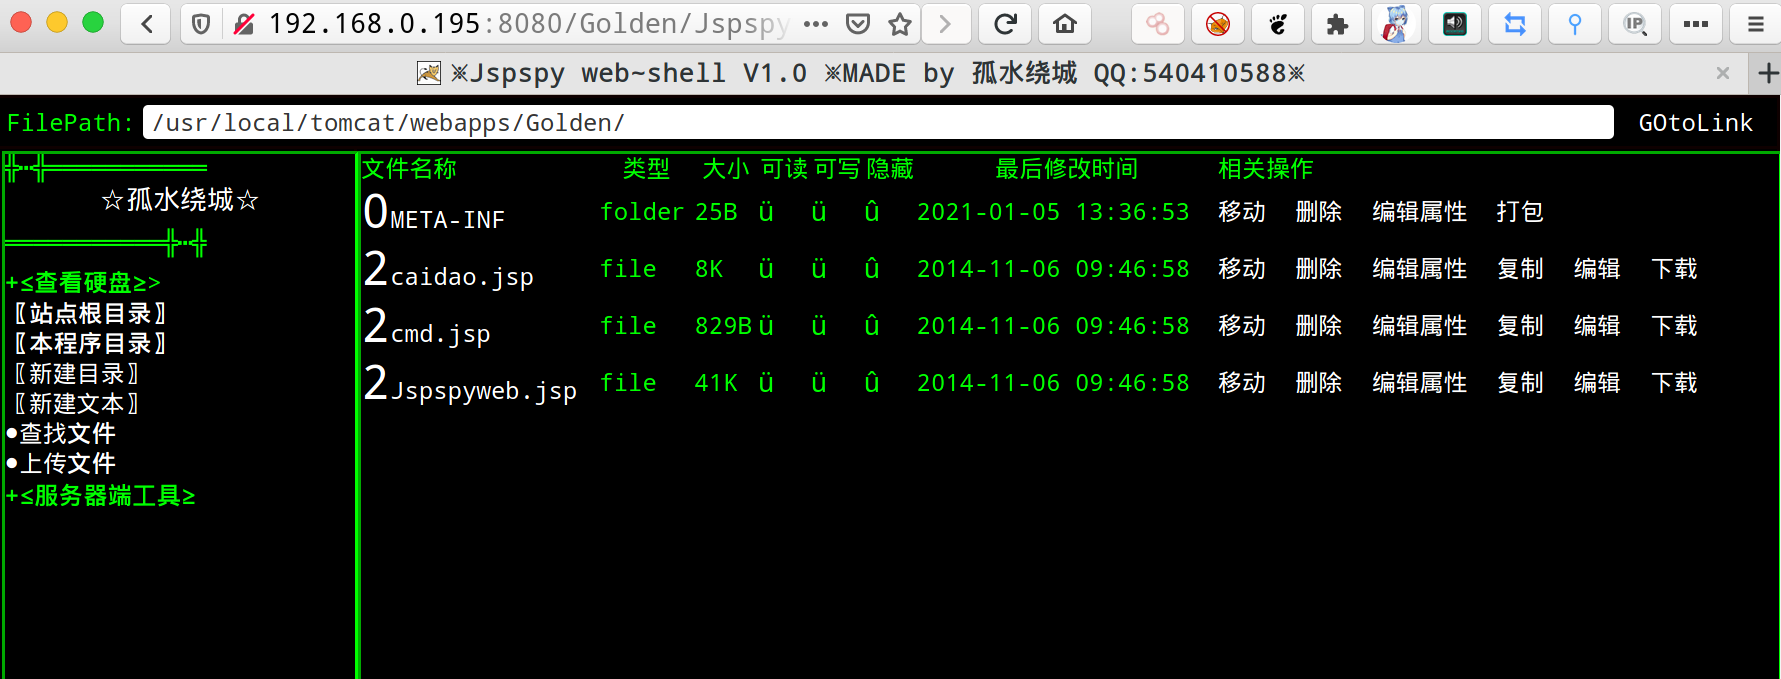 192.168.0.195:8080/Golden/Jspspy
IP
※Jspspy web~shell V1.0 ※MADE by 孤水绕城 QQ:540410588※
FilePath: /usr/local/tomcat/webapps/Golden/ GOtoLink
☆孤水绕城☆
+≤查看硬盘≥>
〖站点根目录〗
〖本程序目录〗
〖新建目录〗
〖新建文本〗
●查找文件
●上传文件
+≤服务器端工具≥
文件名称 类型 大小 可读 可写 隐藏 最后修改时间 相关操作
0 META-INF folder 25B ü ü û 2021-01-05 13:36:53 移动 删除 编辑属性 打包
2 caidao.jsp file 8K ü ü û 2014-11-06 09:46:58 移动 删除 编辑属性 复制 编辑 下载
2 cmd.jsp file 829B ü ü û 2014-11-06 09:46:58 移动 删除 编辑属性 复制 编辑 下载
2 Jspspyweb.jsp file 41K ü ü û 2014-11-06 09:46:58 移动 删除 编辑属性 复制 编辑 下载